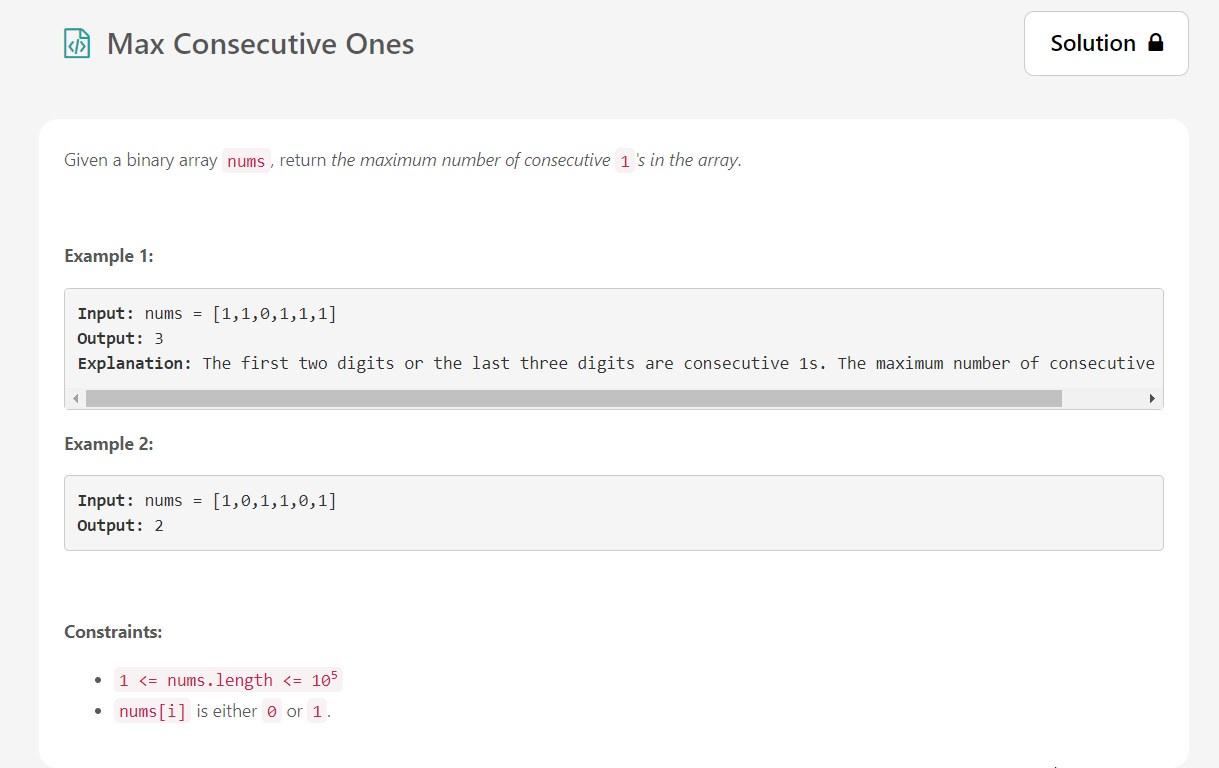 Max Consecutive Ones
Solution
Given a binary array nums, return the maximum number of consecutive 1's in the array.
Example 1:
Input: nums = [1,1,0,1,1,1]
Output: 3
Explanation: The first two digits or the last three digits are consecutive 1s. The maximum number of consecutive
Example 2:
Input: nums = [1,0,1,1,0,1]
Output: 2
Constraints:
• 1 <= nums.length <= 10⁵
• nums[i] is either 0 or 1.